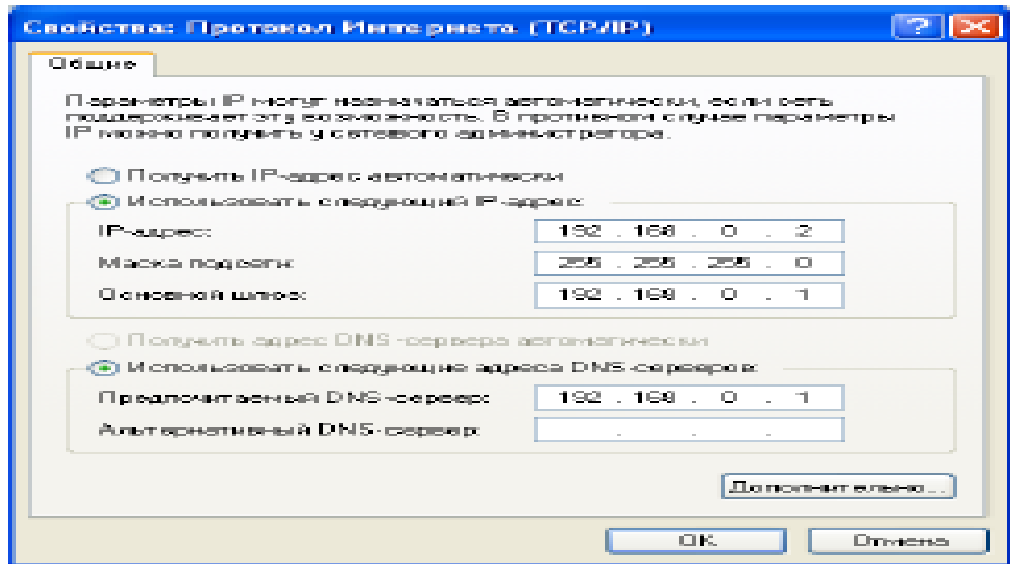 Свойства: Протокол Интернета (TCP/IP)
Общие
Параметры IP могут назначаться автоматически, если сеть
поддерживает эту возможность. В противном случае параметры
IP можно получить у сетевого администратора.
Получить IP-адрес автоматически
Использовать следующий IP-адрес:
IP-адрес: 192 . 168 . 0 . 2
Маска подсети: 255 . 255 . 255 . 0
Основной шлюз: 192 . 168 . 0 . 1
Получить адрес DNS-сервера автоматически
Использовать следующие адреса DNS-серверов:
Предпочитаемый DNS-сервер: 192 . 168 . 0 . 1
Альтернативный DNS-сервер: . . .
Дополнительно...
ОК Отмена